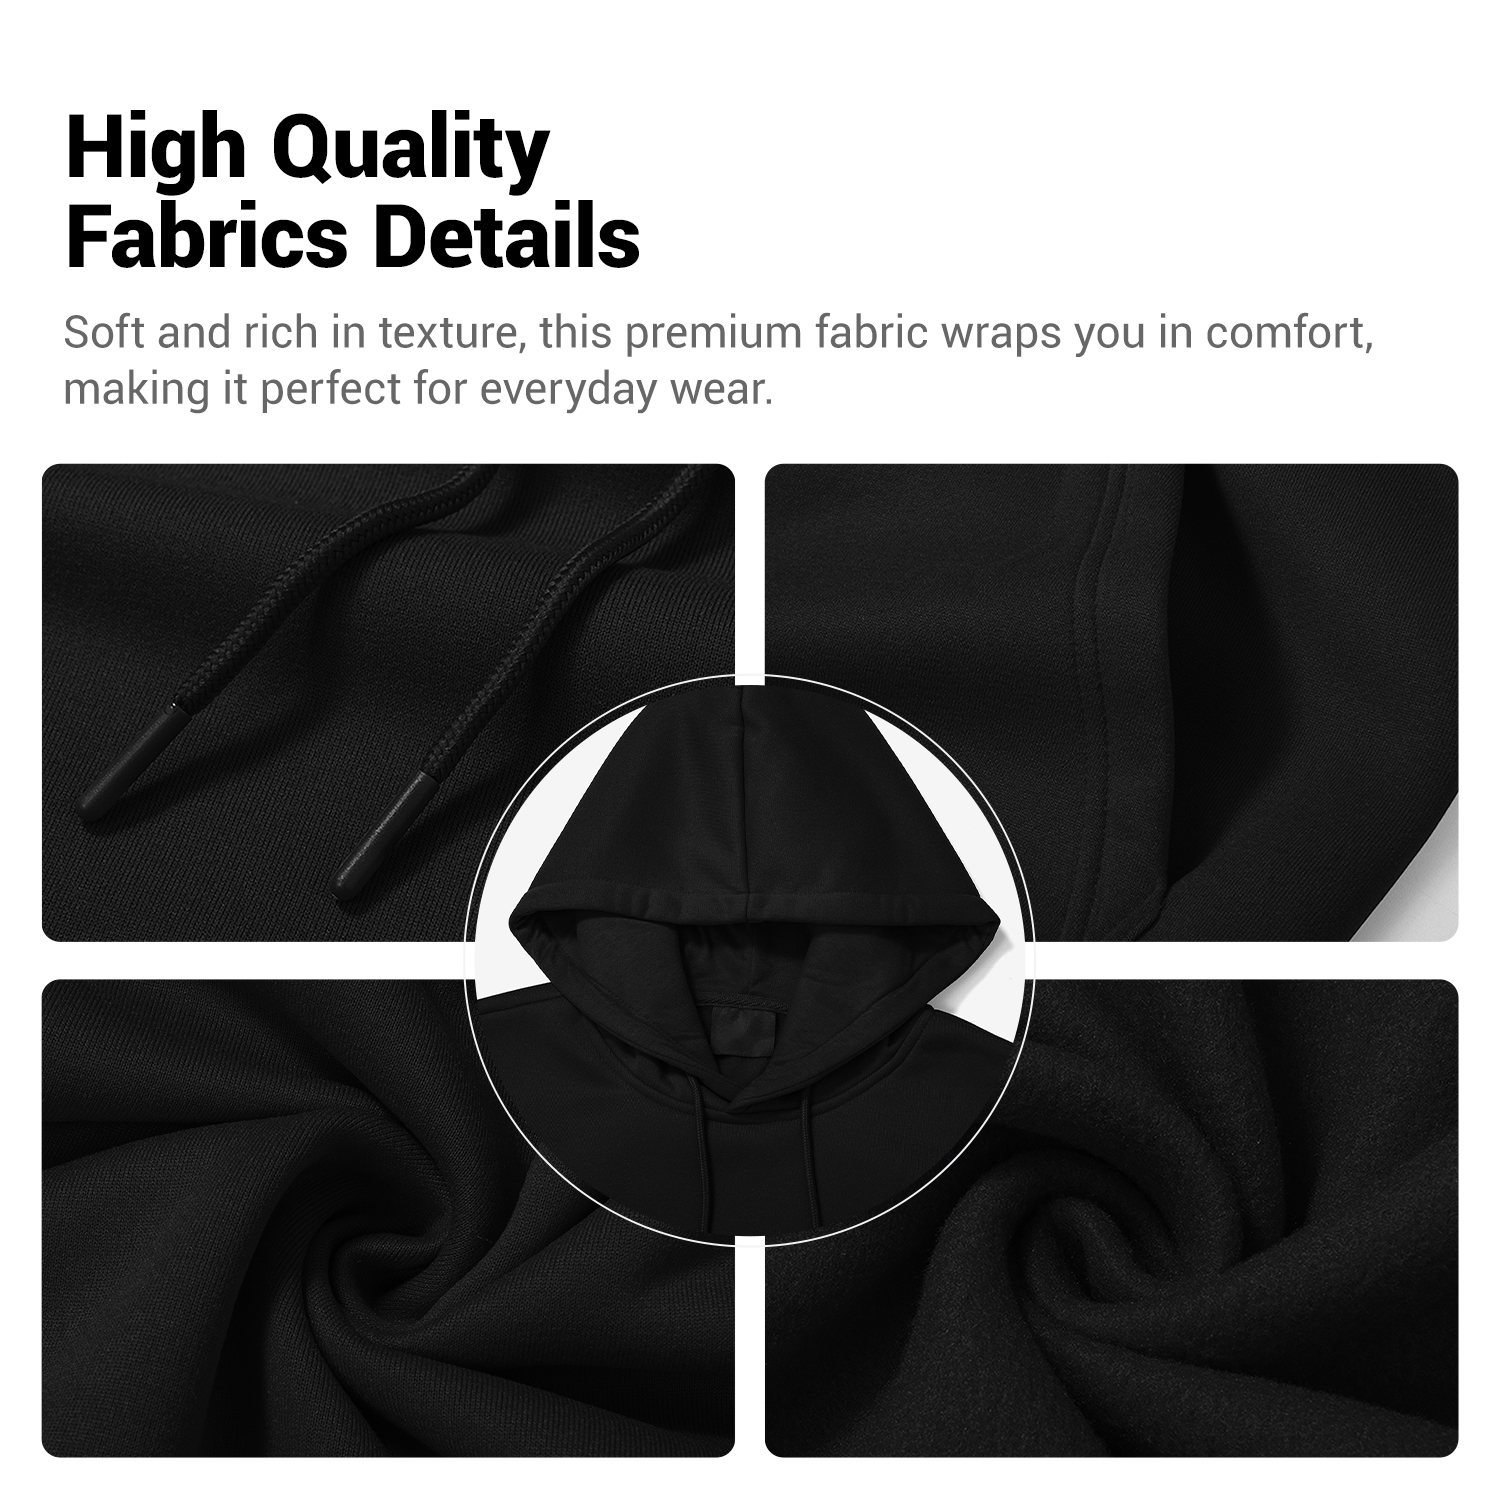 High Quality
Fabrics Details
Soft and rich in texture, this premium fabric wraps you in comfort,
making it perfect for everyday wear.